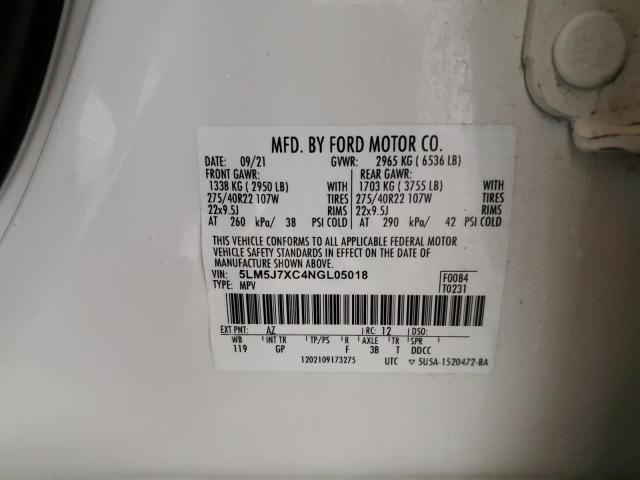 MFD. BY FORD MOTOR CO.
DATE: 09/21 GVWR: 2965 KG ( 6536 LB)
FRONT GAWR: REAR GAWR:
1338 KG ( 2950 LB) WITH 1703 KG ( 3755 LB) WITH
275/40R22 107W TIRES 275/40R22 107W TIRES
22x9.5J RIMS 22x9.5J RIMS
AT 260 kPa/ 38 PSI COLD AT 290 kPa/ 42 PSI COLD
THIS VEHICLE CONFORMS TO ALL APPLICABLE FEDERAL MOTOR
VEHICLE SAFETY STANDARDS IN EFFECT ON THE DATE OF
MANUFACTURE SHOWN ABOVE.
VIN: 5LM5J7XC4NGL05018 F0084
TYPE: MPV T0231
EXT PNT: AZ RC: 12 DSO:
WB INT TR TP/PS R AXLE TR SPR
119 GP F 3B T DDCC
1202109173275 UTC ▽ 5U5A-1520472-BA